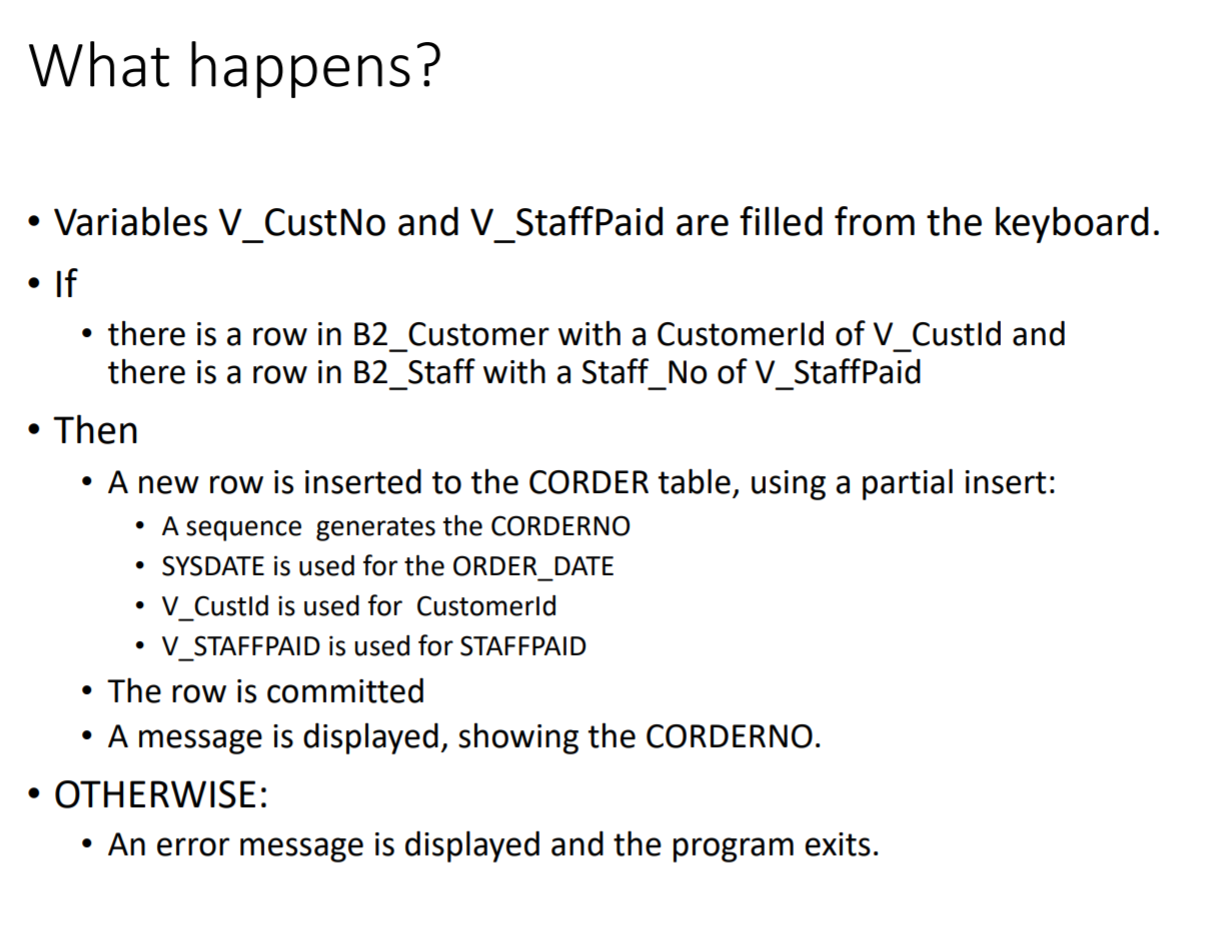 What happens?
• Variables V_CustNo and V_StaffPaid are filled from the keyboard.
• If
• there is a row in B2_Customer with a CustomerId of V_CustId and
there is a row in B2_Staff with a Staff_No of V_StaffPaid
• Then
• A new row is inserted to the CORDER table, using a partial insert:
• A sequence generates the CORDERNO
• SYSDATE is used for the ORDER_DATE
• V_CustId is used for CustomerId
• V_STAFFPAID is used for STAFFPAID
• The row is committed
• A message is displayed, showing the CORDERNO.
• OTHERWISE:
• An error message is displayed and the program exits.